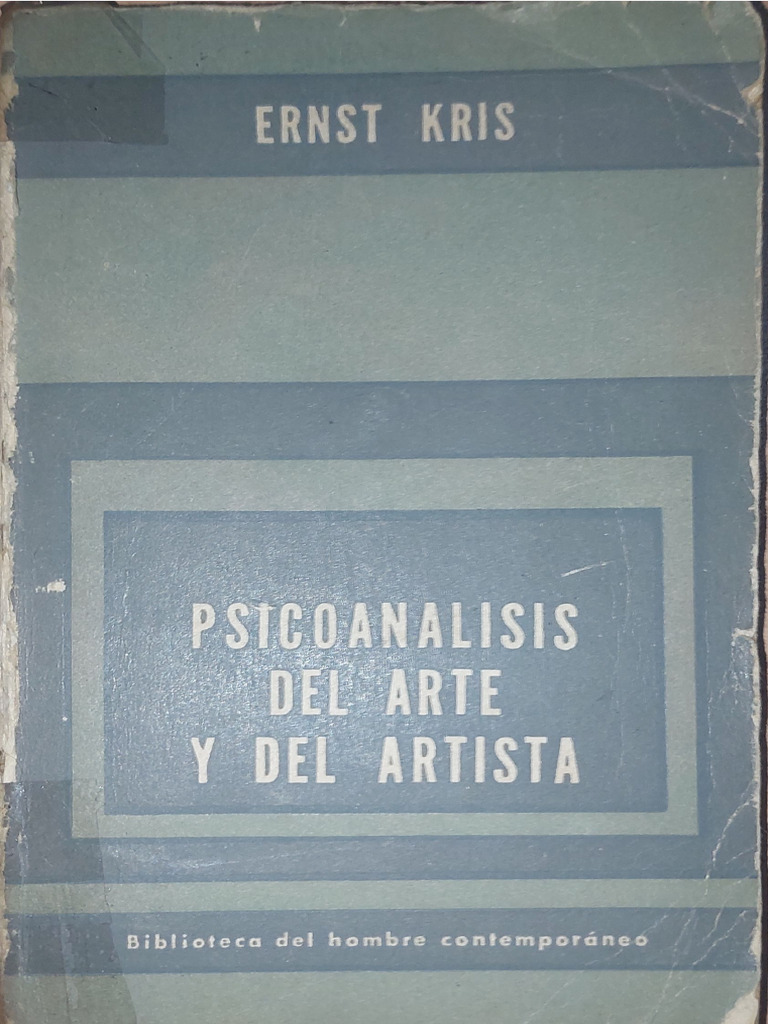 ERNST KRIS
PSICOANALISIS
DEL ARTE
Y DEL ARTISTA
Biblioteca del hombre contemporáneo